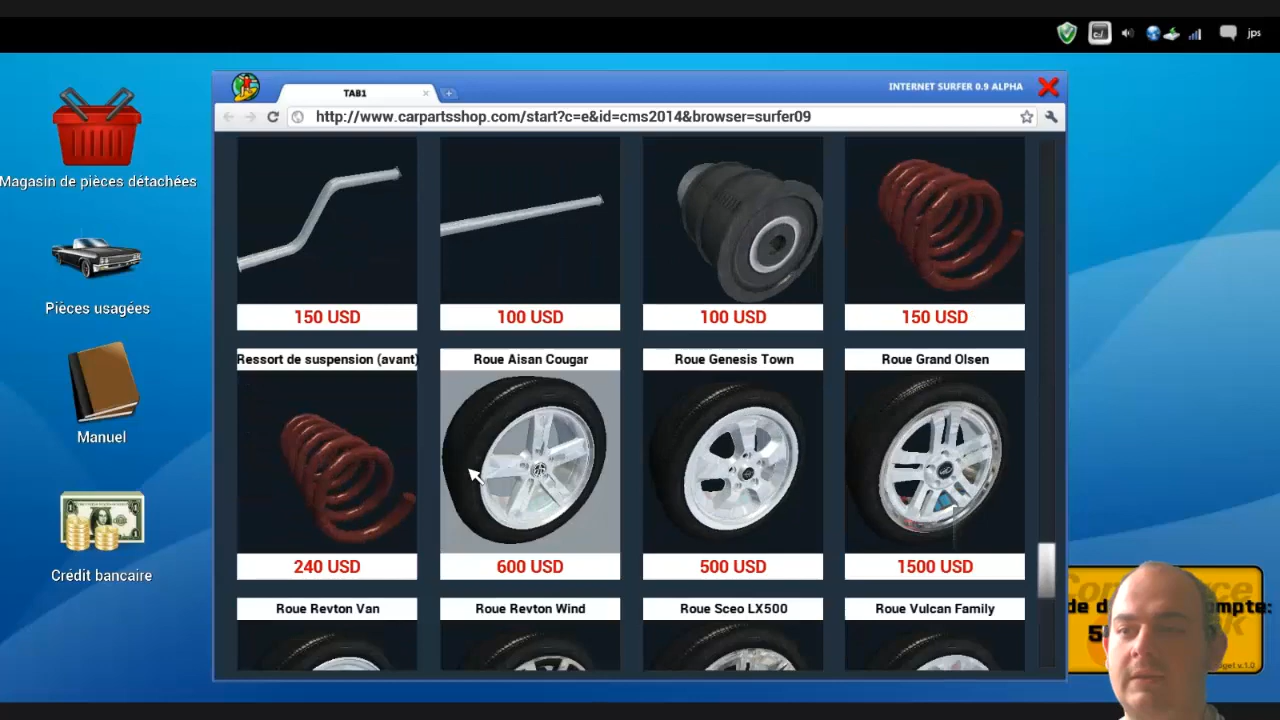 jps
TAB1
INTERNET SURFER 0.9 ALPHA
http://www.carpartsshop.com/start?c=e&id=cms2014&browser=surfer09
Magasin de pièces détachées
Pièces usagées
Manuel
Crédit bancaire
150 USD
100 USD
100 USD
150 USD
Ressort de suspension (avant)
Roue Aisan Cougar
Roue Genesis Town
Roue Grand Olsen
240 USD
600 USD
500 USD
1500 USD
Roue Revton Van
Roue Revton Wind
Roue Sceo LX500
Roue Vulcan Family